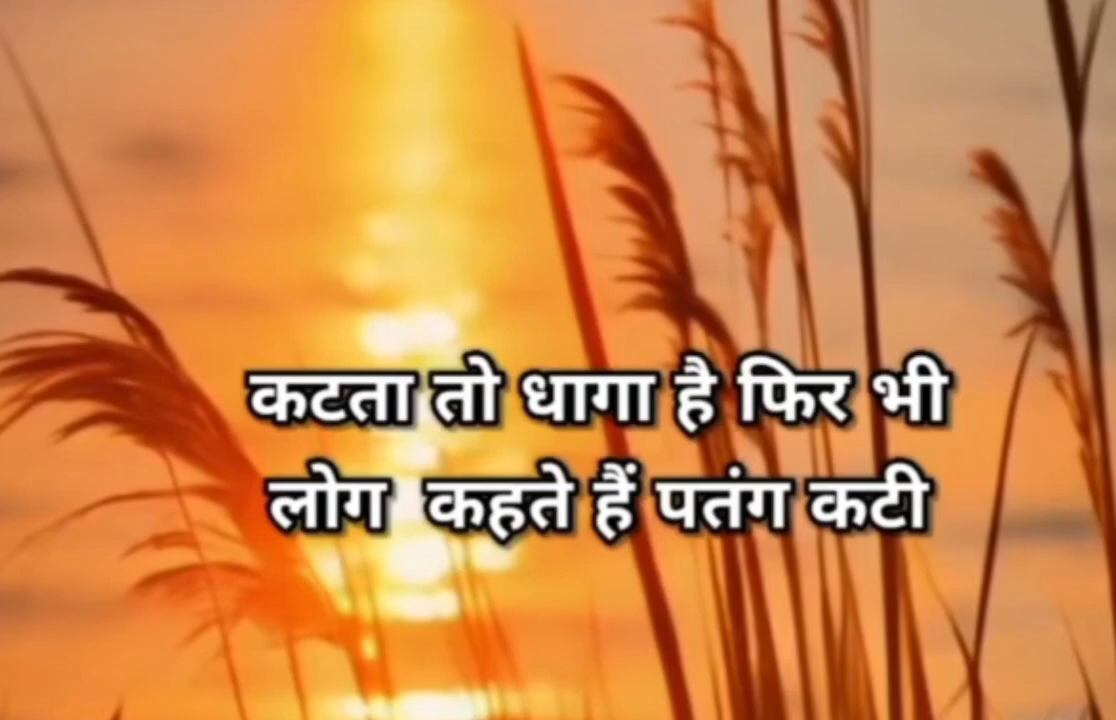 कटता तो धागा है फिर भी
लोग कहते हैं पतंग कटी